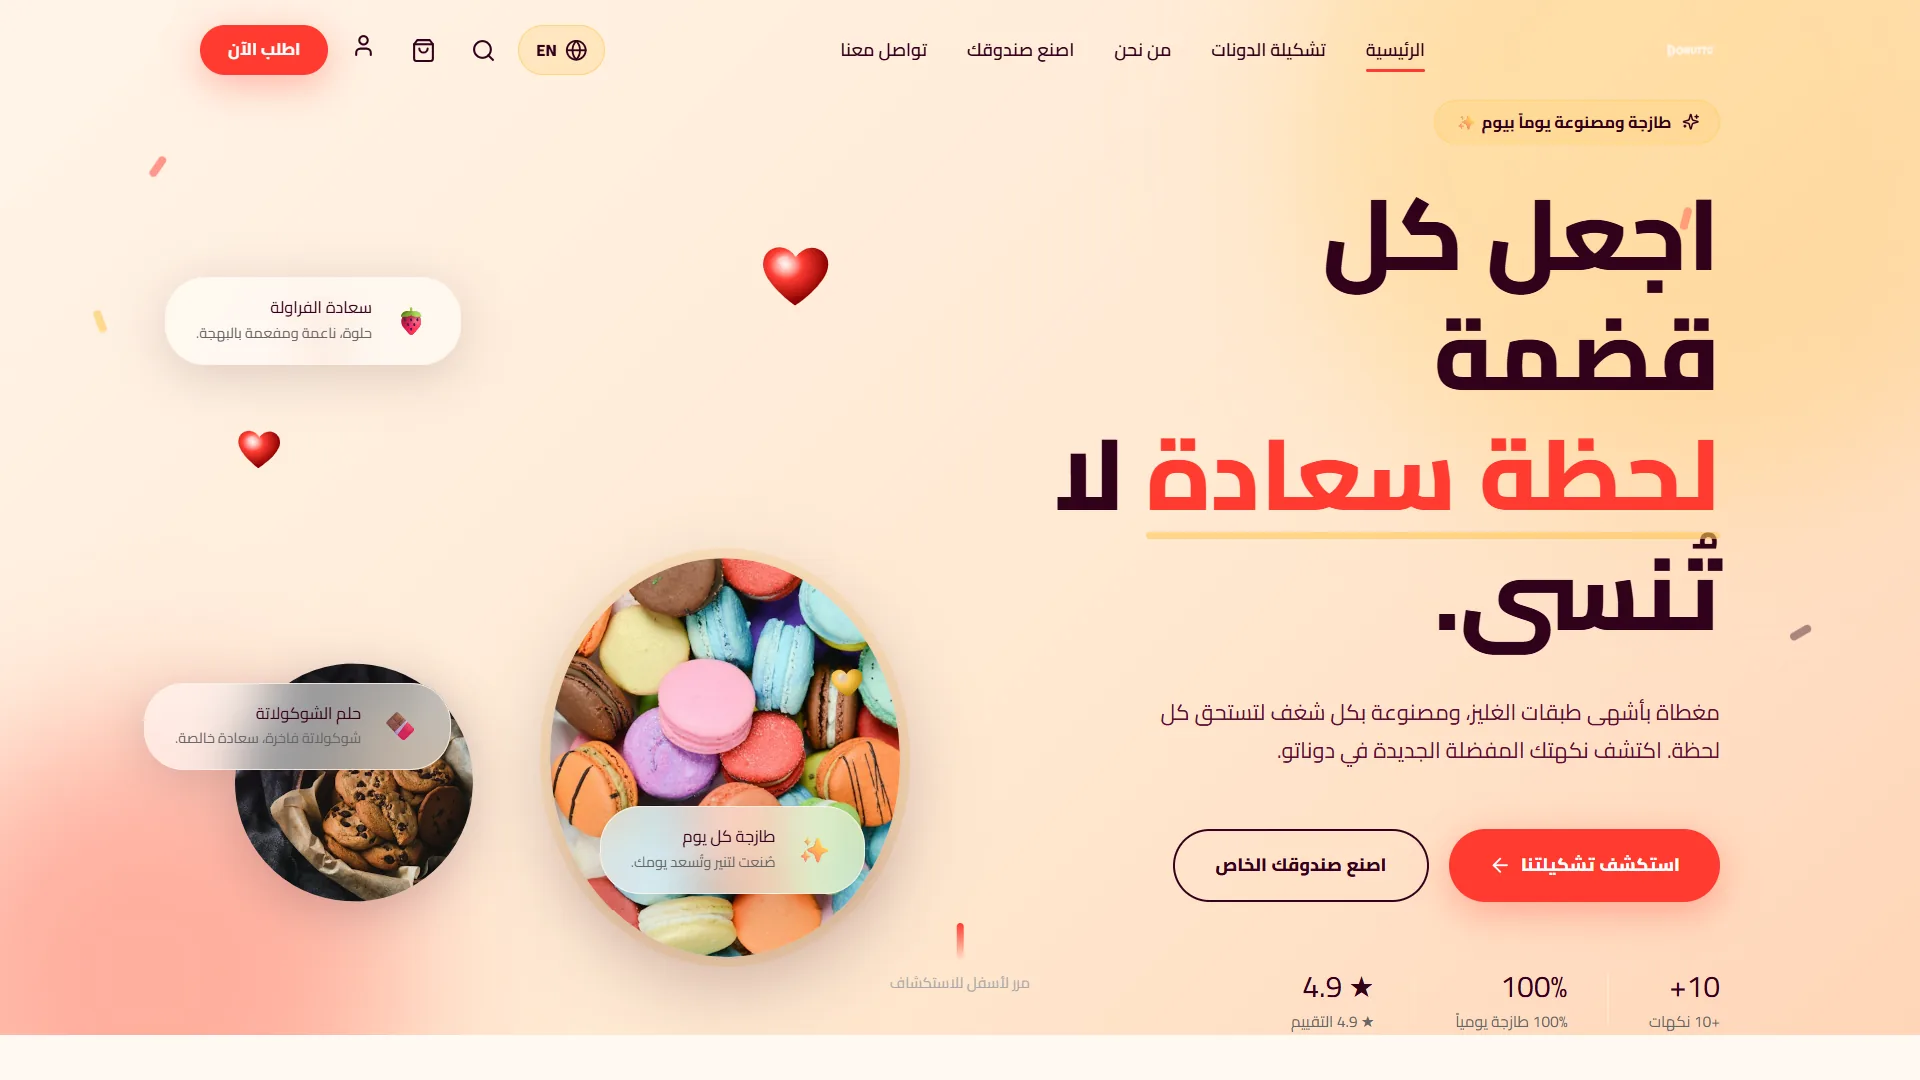 DONUTTO
الرئيسية
تشكيلة الدونات
من نحن
اصنع صندوقك
تواصل معنا
EN
اطلب الآن
طازجة ومصنوعة يوماً بيوم ✨
اجعل كل
قضمة
لحظة سعادة لا
تُنسى.
مغطاة بأشهى طبقات الغليز، ومصنوعة بكل شغف لتستحق كل
لحظة. اكتشف نكهتك المفضلة الجديدة في دوناتو.
استكشف تشكيلتنا
اصنع صندوقك الخاص
10+
10+ نكهات
100%
100% طازجة يومياً
★ 4.9
★ 4.9 التقييم
سعادة الفراولة
حلوة، ناعمة ومفعمة بالبهجة.
حلم الشوكولاتة
شوكولاتة فاخرة، سعادة خالصة.
طازجة كل يوم
صُنعت لتنير وتُسعد يومك.
مرر لأسفل للاستكشاف